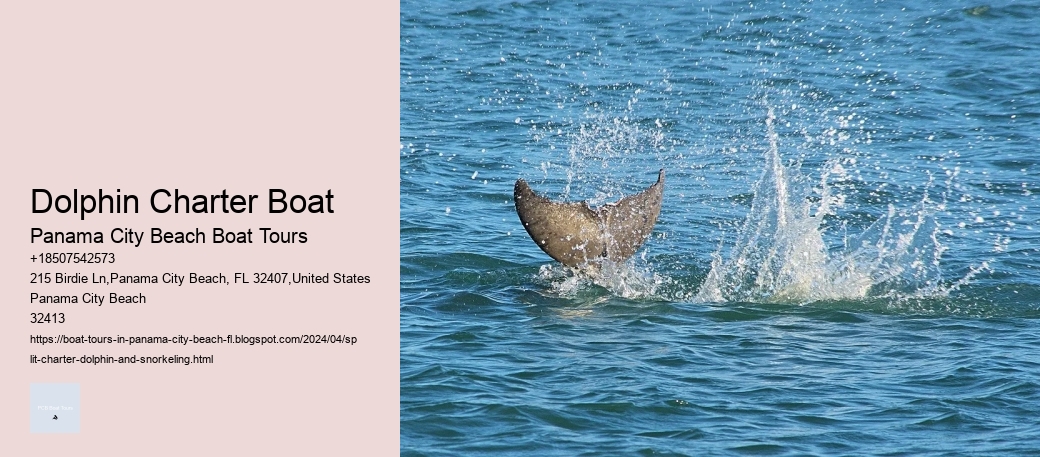 Dolphin Charter Boat
Panama City Beach Boat Tours
+18507542573
215 Birdie Ln,Panama City Beach, FL 32407,United States
Panama City Beach
32413
https://boat-tours-in-panama-city-beach-fl.blogspot.com/2024/04/sp
lit-charter-dolphin-and-snorkeling.html